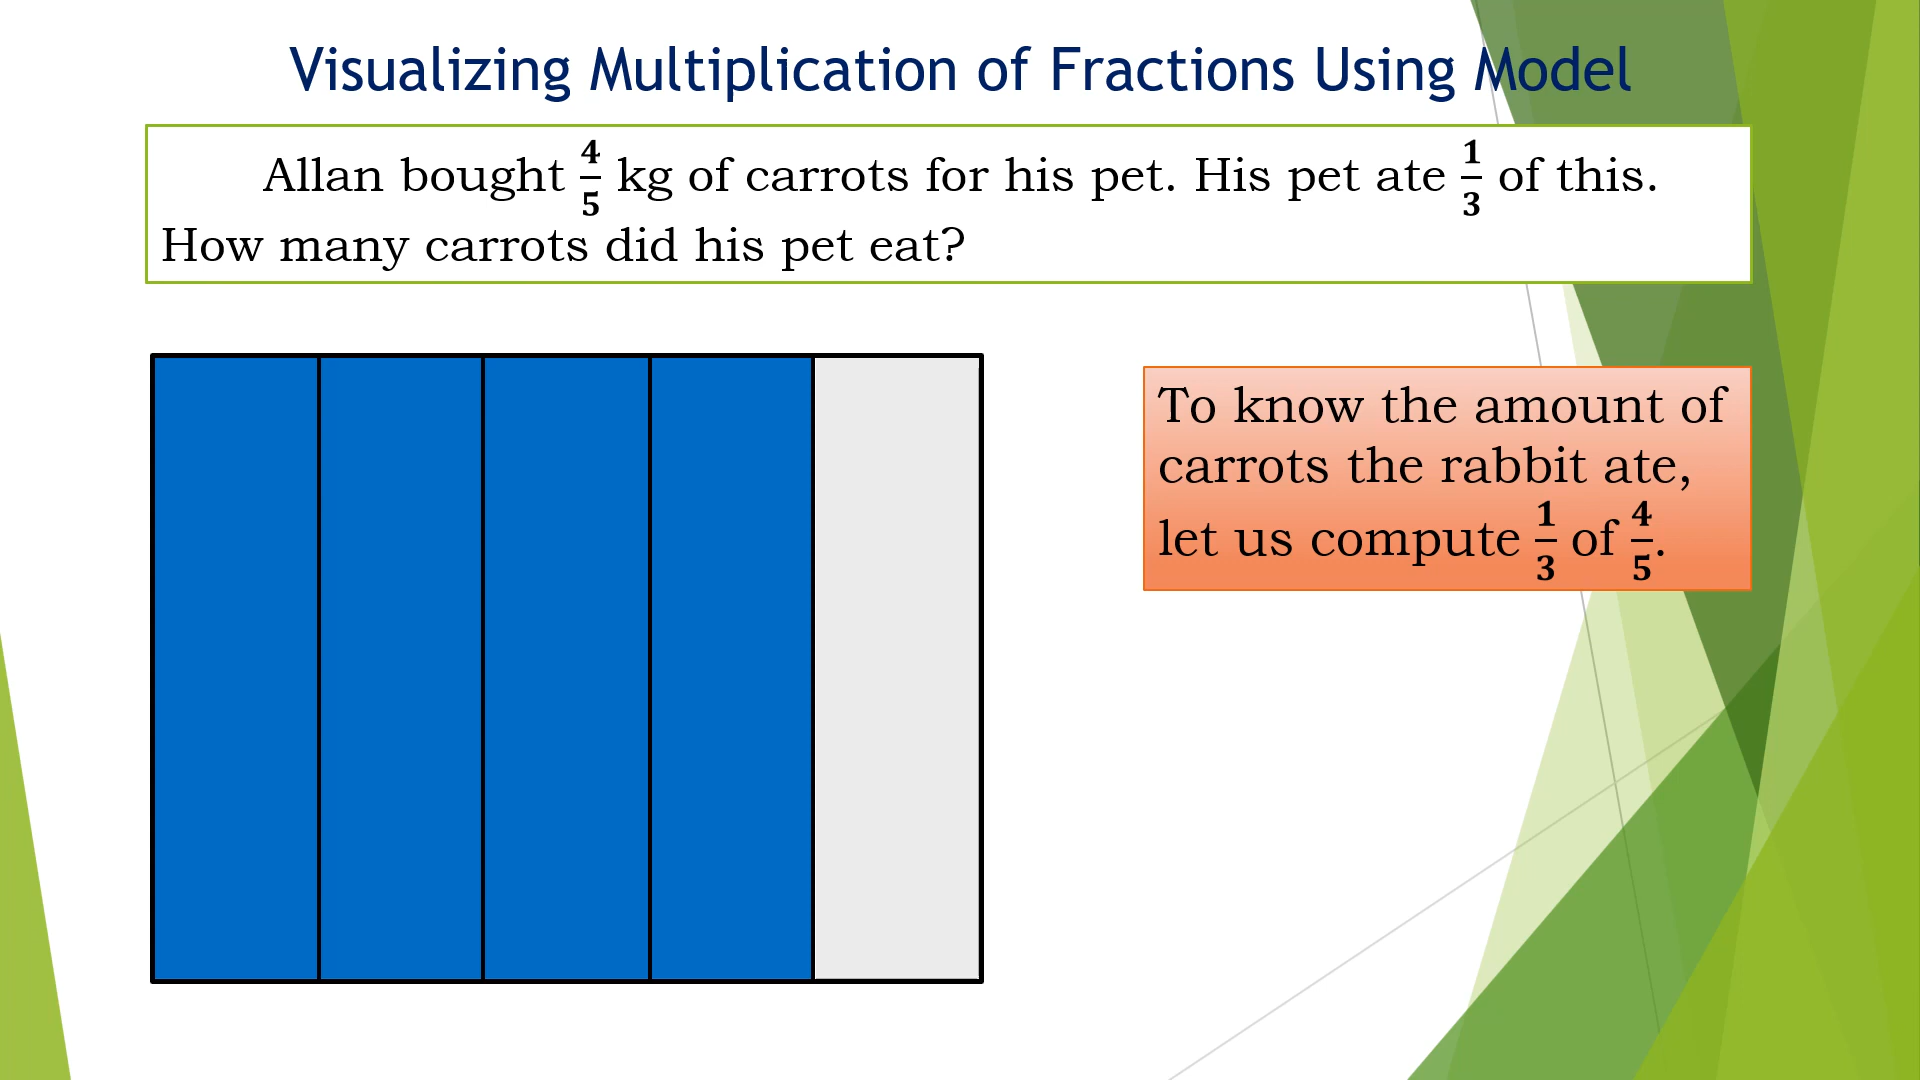 Visualizing Multiplication of Fractions Using Model
Allan bought 4/5 kg of carrots for his pet. His pet ate 1/3 of this.
How many carrots did his pet eat?
To know the amount of
carrots the rabbit ate,
let us compute 1/3 of 4/5.